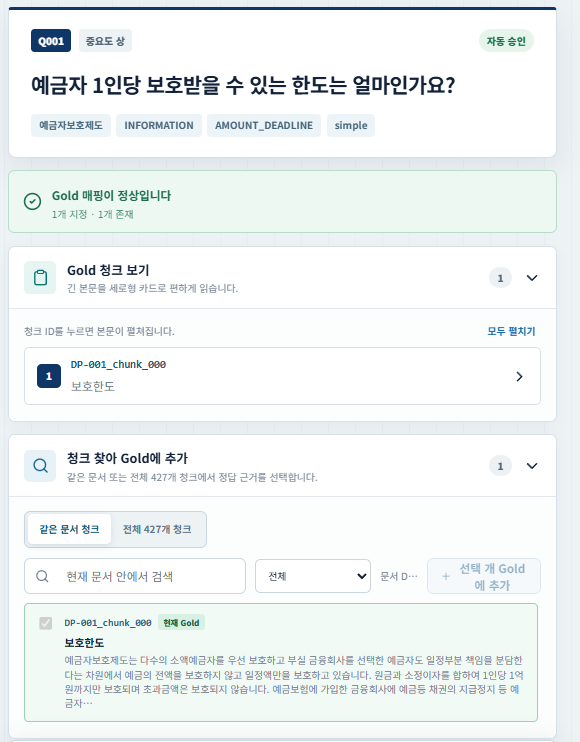 Q001 중요도 상 자동 승인
예금자 1인당 보호받을 수 있는 한도는 얼마인가요?
예금자보호제도 INFORMATION AMOUNT_DEADLINE simple
Gold 매핑이 정상입니다
1개 지정 · 1개 존재
Gold 청크 보기 1
긴 본문을 세로형 카드로 편하게 읽습니다.
청크 ID를 누르면 본문이 펼쳐집니다. 모두 펼치기
1 DP-001_chunk_000
보호한도
청크 찾아 Gold에 추가 1
같은 문서 또는 전체 427개 청크에서 정답 근거를 선택합니다.
같은 문서 청크 전체 427개 청크
현재 문서 안에서 검색 전체 문서 D··· + 선택 개 Gold
에 추가
DP-001_chunk_000 현재 Gold
보호한도
예금자보호제도는 다수의 소액예금자를 우선 보호하고 부실 금융회사를 선택한 예금자도 일정부분 책임을 분담한
다는 차원에서 예금의 전액을 보호하지 않고 일정액만을 보호하고 있습니다. 원금과 소정이자를 합하여 1인당 1억
원까지만 보호되며 초과금액은 보호되지 않습니다. 예금보험에 가입한 금융회사에 예금등 채권의 지급정지 등 예
금자···